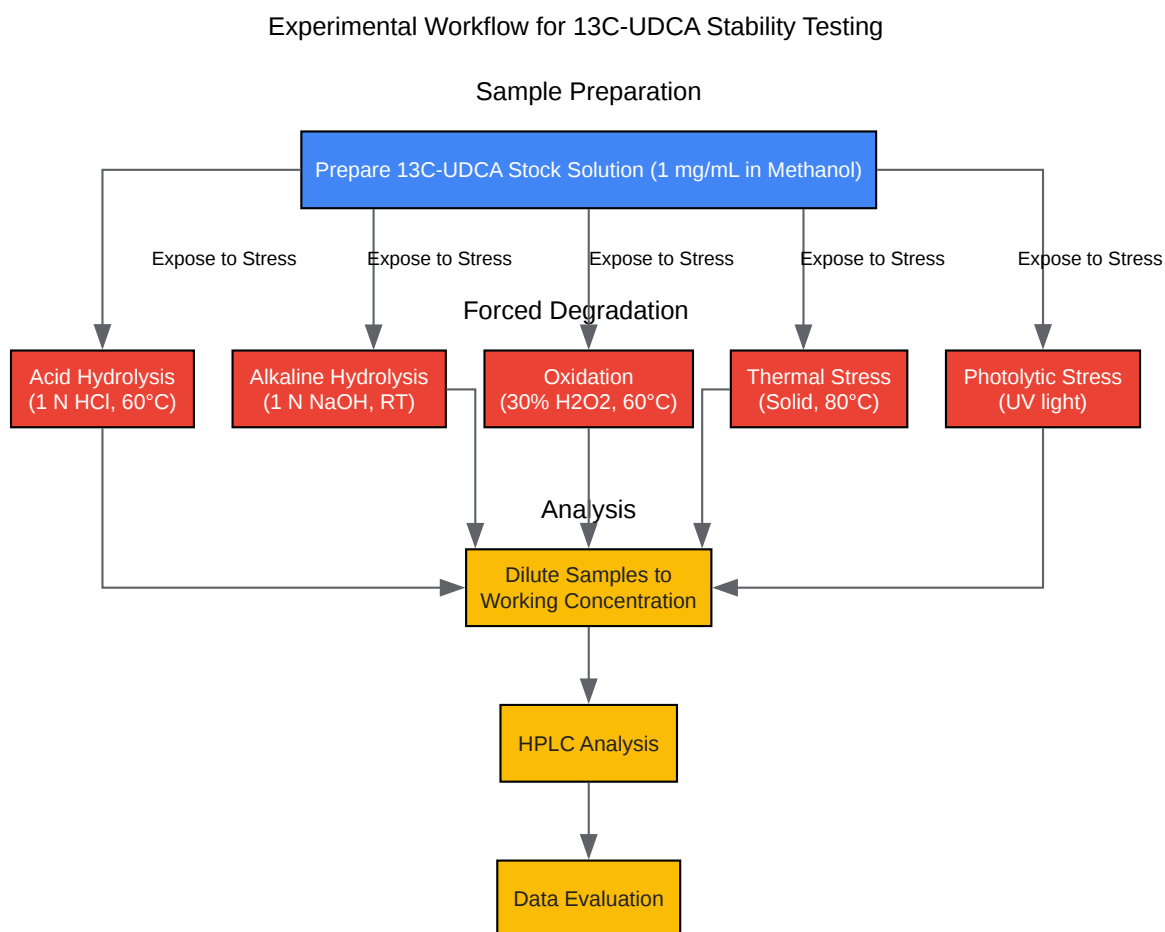 Experimental Workflow for 13C-UDCA Stability Testing
Sample Preparation
Prepare 13C-UDCA Stock Solution (1 mg/mL in Methanol)
Expose to Stress
Expose to Stress
Expose to Stress
Expose to Stress
Expose to Stress
Forced Degradation
Acid Hydrolysis
(1 N HCl, 60°C)
Alkaline Hydrolysis
(1 N NaOH, RT)
Oxidation
(30% H2O2, 60°C)
Thermal Stress
(Solid, 80°C)
Photolytic Stress
(UV light)
Analysis
Dilute Samples to
Working Concentration
HPLC Analysis
Data Evaluation